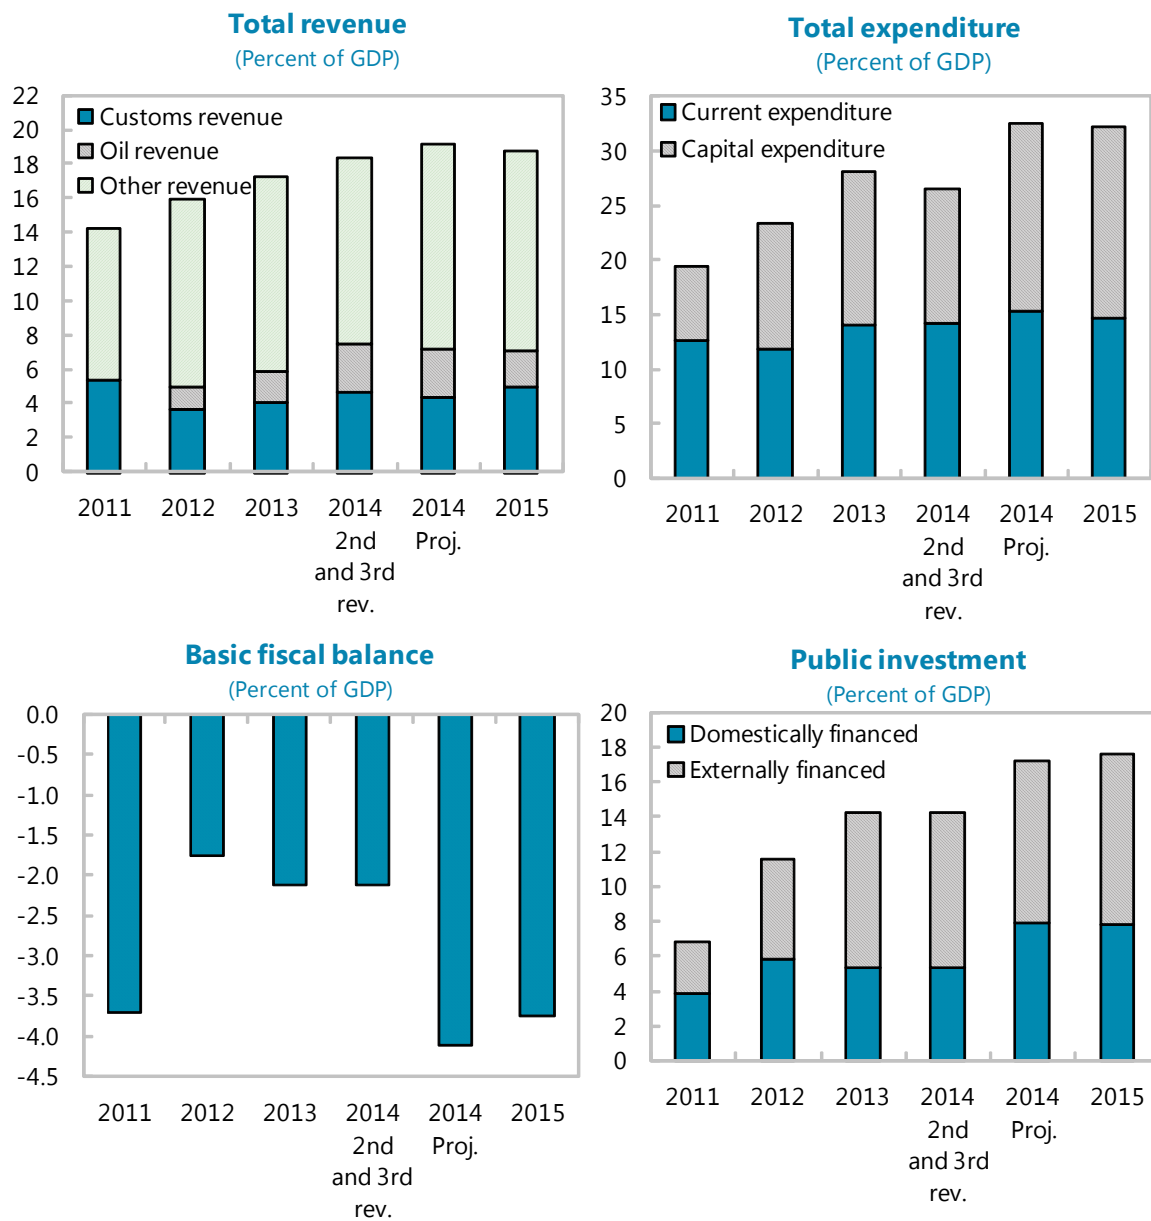 Total revenue
(Percent of GDP)
22
20
18
16
14
12
10
8
6
4
2
0
Customs revenue
Oil revenue
Other revenue
2011 2012 2013 2014 2014 2015
2nd Proj.
and 3rd
rev.
Total expenditure
(Percent of GDP)
35
30
25
20
15
10
5
0
Current expenditure
Capital expenditure
2011 2012 2013 2014 2014 2015
2nd Proj.
and 3rd
rev.
Basic fiscal balance
(Percent of GDP)
0.0
-0.5
-1.0
-1.5
-2.0
-2.5
-3.0
-3.5
-4.0
-4.5
2011 2012 2013 2014 2014 2015
2nd Proj.
and 3rd
rev.
Public investment
(Percent of GDP)
20
18
16
14
12
10
8
6
4
2
0
Domestically financed
Externally financed
2011 2012 2013 2014 2014 2015
2nd Proj.
and 3rd
rev.